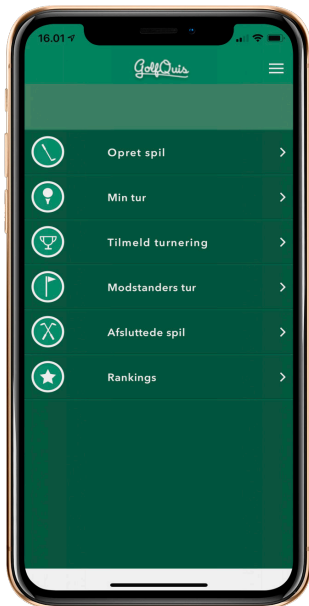 16.01
GolfQuis
Opret spil
Min tur
Tilmeld turnering
Modstanders tur
Afsluttede spil
Rankings